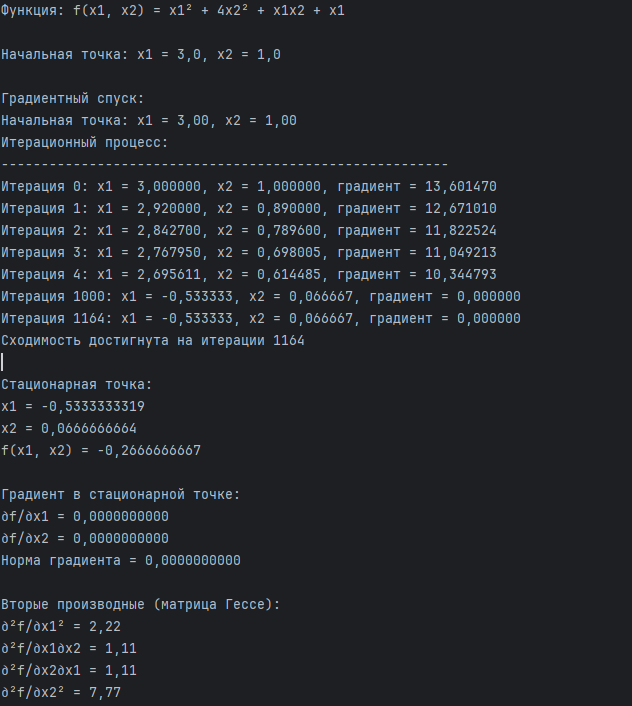 Функция: f(x1, x2) = x1² + 4x2² + x1x2 + x1
Начальная точка: x1 = 3,0, x2 = 1,0
Градиентный спуск:
Начальная точка: x1 = 3,00, x2 = 1,00
Итерационный процесс:
--------------------------------------------------------
Итерация 0: x1 = 3,000000, x2 = 1,000000, градиент = 13,601470
Итерация 1: x1 = 2,920000, x2 = 0,890000, градиент = 12,671010
Итерация 2: x1 = 2,842700, x2 = 0,789600, градиент = 11,822524
Итерация 3: x1 = 2,767950, x2 = 0,698005, градиент = 11,049213
Итерация 4: x1 = 2,695611, x2 = 0,614485, градиент = 10,344793
Итерация 1000: x1 = -0,533333, x2 = 0,066667, градиент = 0,000000
Итерация 1164: x1 = -0,533333, x2 = 0,066667, градиент = 0,000000
Сходимость достигнута на итерации 1164
Стационарная точка:
x1 = -0,5333333319
x2 = 0,0666666664
f(x1, x2) = -0,2666666667
Градиент в стационарной точке:
∂f/∂x1 = 0,0000000000
∂f/∂x2 = 0,0000000000
Норма градиента = 0,0000000000
Вторые производные (матрица Гессе):
∂²f/∂x1² = 2,22
∂²f/∂x1∂x2 = 1,11
∂²f/∂x2∂x1 = 1,11
∂²f/∂x2² = 7,77